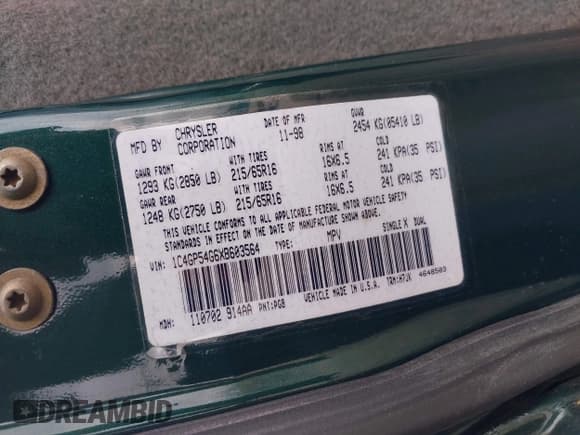 MFD BY CHRYSLER CORPORATION
DATE OF MFR 11-98
GVWR 2454 KG(05410 LB)
GAWR FRONT 1293 KG(2850 LB)
WITH TIRES 215/65R16
RIMS AT 16X6.5
COLD 241 KPA(35 PSI)
GAWR REAR 1248 KG(2750 LB)
WITH TIRES 215/65R16
RIMS AT 16X6.5
COLD 241 KPA(35 PSI)
THIS VEHICLE CONFORMS TO ALL APPLICABLE FEDERAL MOTOR VEHICLE SAFETY
STANDARDS IN EFFECT ON THE DATE OF MANUFACTURE SHOWN ABOVE.
VIN: 1C4GP54G6XB603564 TYPE: MPV SINGLE X DUAL
MDH: 110702 914AA PNT:PG8 VEHICLE MADE IN U.S.A. TRM:H7JK 4648503
DREAMBID